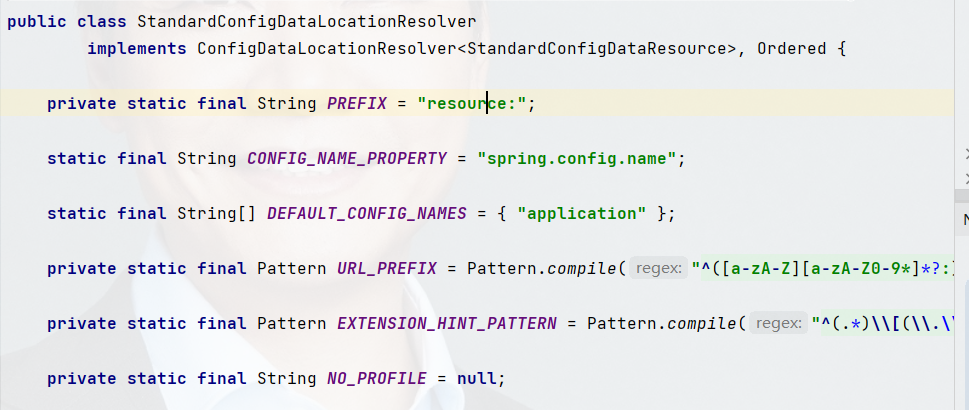 public class StandardConfigDataLocationResolver
implements ConfigDataLocationResolver<StandardConfigDataResource>, Ordered {
private static final String PREFIX = "resource:";
static final String CONFIG_NAME_PROPERTY = "spring.config.name";
static final String[] DEFAULT_CONFIG_NAMES = { "application" };
private static final Pattern URL_PREFIX = Pattern.compile( regex: "^([a-zA-Z][a-zA-Z0-9*]*?:)
private static final Pattern EXTENSION_HINT_PATTERN = Pattern.compile( regex: "^(.*)\\[(\\.\\
private static final String NO_PROFILE = null;